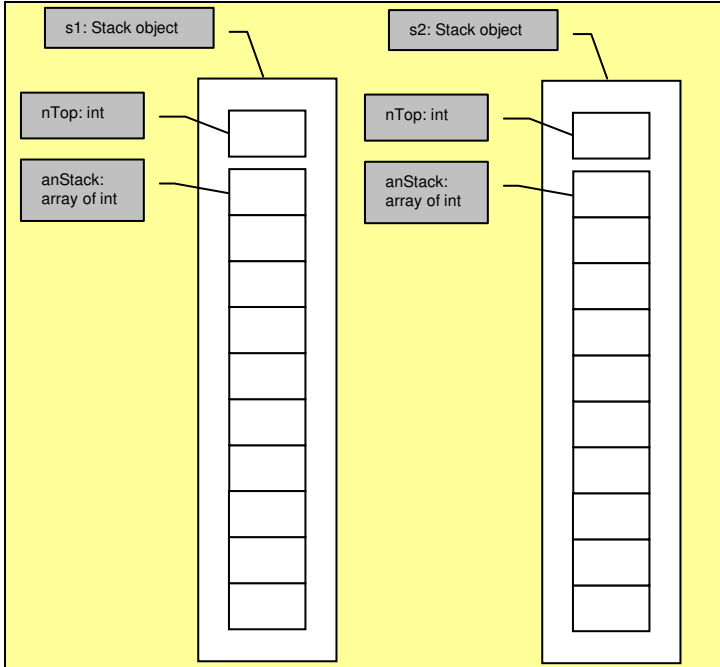 s1: Stack object
nTop: int
anStack:
array of int
s2: Stack object
nTop: int
anStack:
array of int